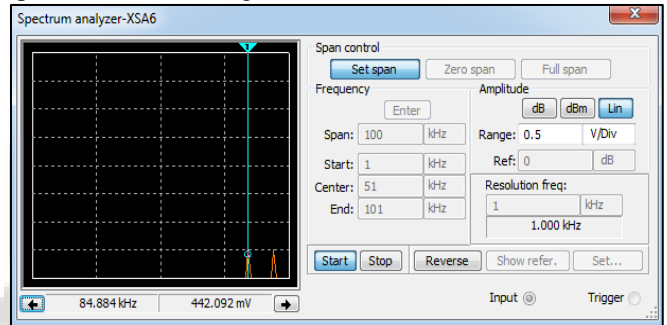 Spectrum analyzer-XSA6
Span control
Set span Zero span Full span
Frequency
Enter
Span: 100 kHz
Start: 1 kHz
Center: 51 kHz
End: 101 kHz
Amplitude
dB dBm Lin
Range: 0.5 V/Div
Ref: 0 dB
Resolution freq:
1 kHz
1.000 kHz
Start Stop Reverse Show refer. Set...
84.884 kHz 442.092 mV
Input Trigger